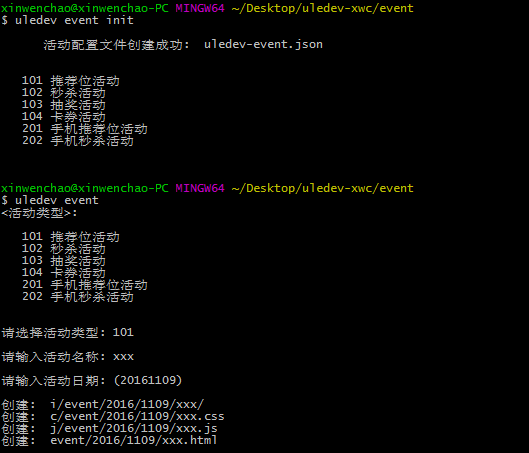 xinwenchao@xinwenchao-PC MINGW64 ~/Desktop/uledev-xwc/event
$ uledev event init
活动配置文件创建成功: uledev-event.json
101 推荐位活动
102 秒杀活动
103 抽奖活动
104 卡券活动
201 手机推荐位活动
202 手机秒杀活动
xinwenchao@xinwenchao-PC MINGW64 ~/Desktop/uledev-xwc/event
$ uledev event
<活动类型>:
101 推荐位活动
102 秒杀活动
103 抽奖活动
104 卡券活动
201 手机推荐位活动
202 手机秒杀活动
请选择活动类型: 101
请输入活动名称: xxx
请输入活动日期: (20161109)
创建: i/event/2016/1109/xxx/
创建: c/event/2016/1109/xxx.css
创建: j/event/2016/1109/xxx.js
创建: event/2016/1109/xxx.html